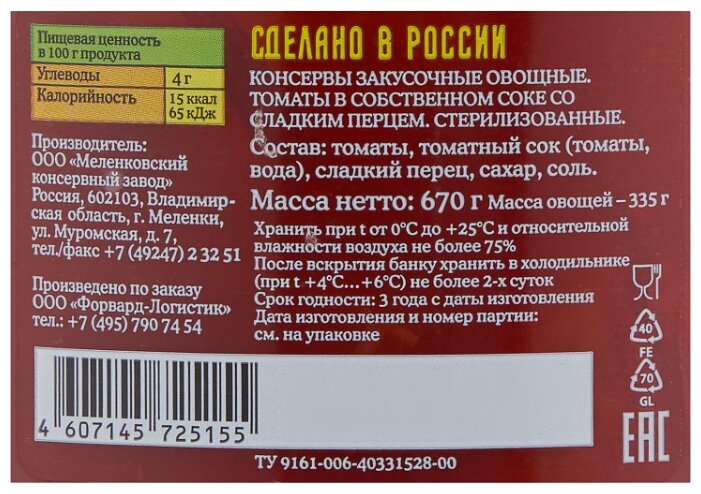 Пищевая ценность
в 100 г продукта
Углеводы 4 г
Калорийность 15 ккал
65 кДж
Производитель:
ООО «Меленковский
консервный завод»
Россия, 602103, Владимир-
ская область, г. Меленки,
ул. Муромская, д. 7,
тел./факс +7 (49247) 2 32 51
Произведено по заказу
ООО «Форвард-Логистик»
тел.: +7 (495) 790 74 54
СДЕЛАНО В РОССИИ
КОНСЕРВЫ ЗАКУСОЧНЫЕ ОВОЩНЫЕ.
ТОМАТЫ В СОБСТВЕННОМ СОКЕ СО
СЛАДКИМ ПЕРЦЕМ. СТЕРИЛИЗОВАННЫЕ.
Состав: томаты, томатный сок (томаты,
вода), сладкий перец, сахар, соль.
Масса нетто: 670 г Масса овощей – 335 г
Хранить при t от 0°С до +25°С и относительной
влажности воздуха не более 75%
После вскрытия банку хранить в холодильнике
(при t +4°С...+6°С) не более 2-х суток
Срок годности: 3 года с даты изготовления
Дата изготовления и номер партии:
см. на упаковке
40
FE
70
GL
EAC
4 607145 725155
ТУ 9161-006-40331528-00